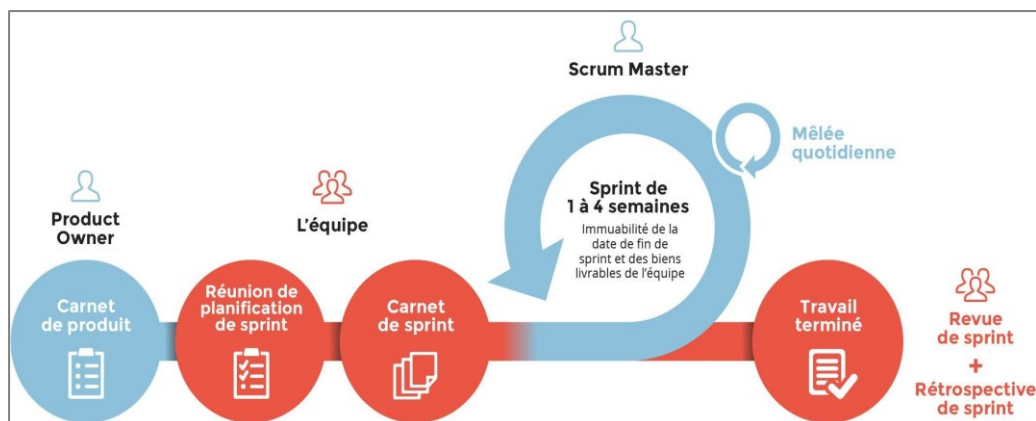 Scrum Master
Mêlée
quotidienne
Product
Owner
L'équipe
Sprint de
1 à 4 semaines
Immuabilité de la
date de fin de
sprint et des biens
livrables de l'équipe
Carnet
de produit
Réunion de
planification
de sprint
Carnet
de sprint
Travail
terminé
Revue
de sprint
+
Rétrospective
de sprint